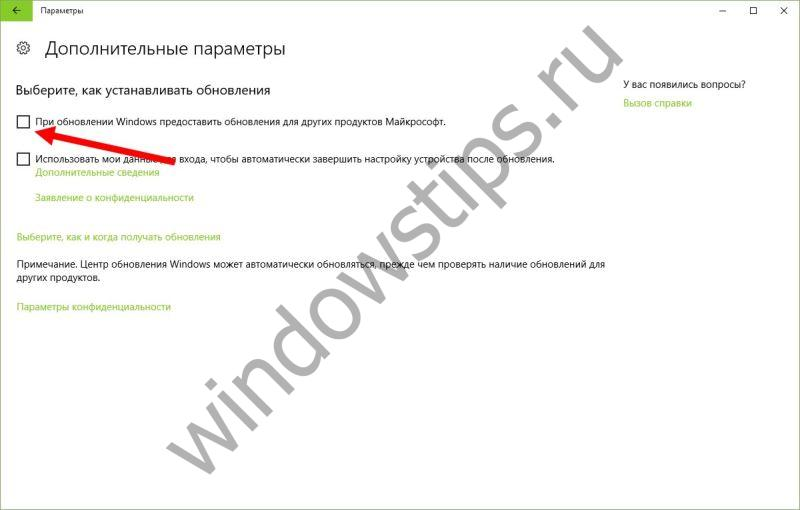 Параметры
Дополнительные параметры
Выберите, как устанавливать обновления
При обновлении Windows предоставить обновления для других продуктов Майкрософт.
Использовать мои данные для входа, чтобы автоматически завершить настройку устройства после обновления.
Дополнительные сведения
Заявление о конфиденциальности
Выберите, как и когда получать обновления
Примечание. Центр обновления Windows может автоматически обновляться, прежде чем проверять наличие обновлений для
других продуктов.
Параметры конфиденциальности
У вас появились вопросы?
Вызов справки
windowstips.ru